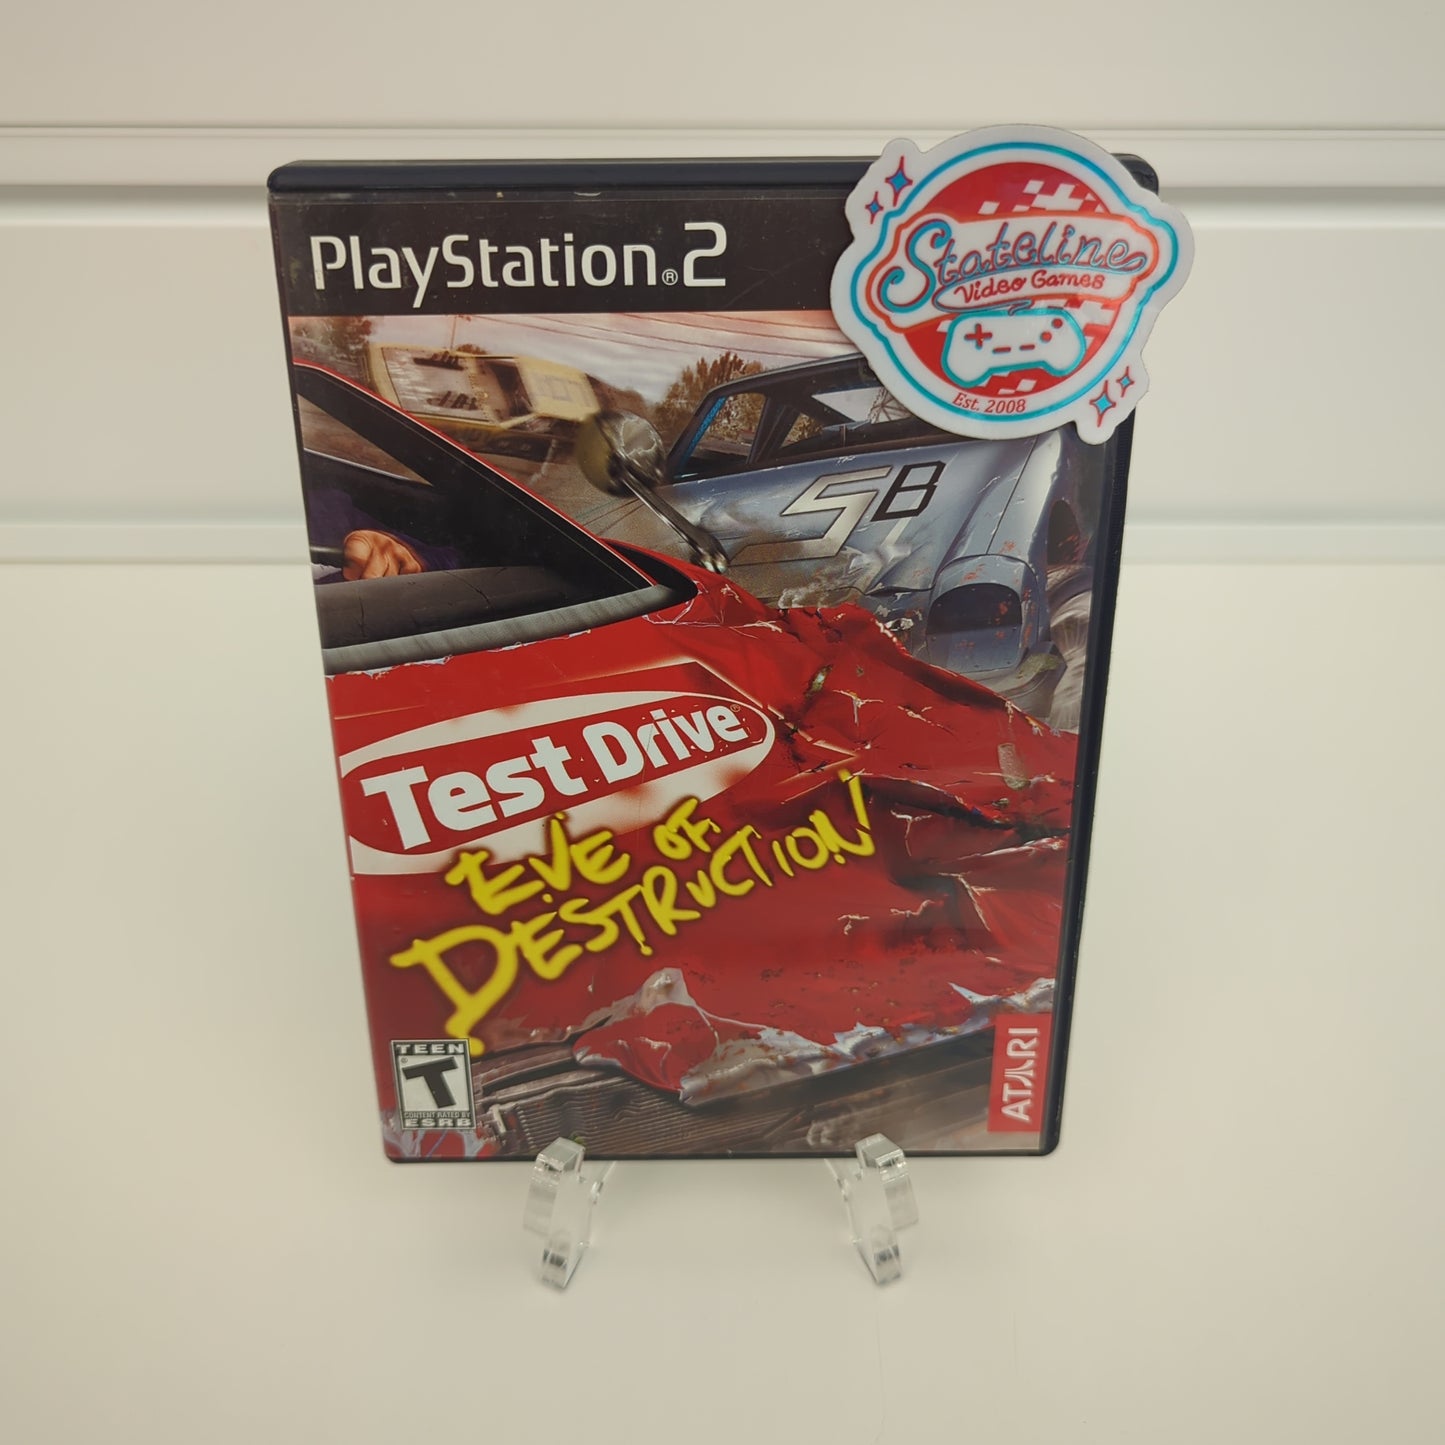 PlayStation®2
Stateline
Video Games
Est. 2008
SB
Test Drive®
EVE OF
DESTRUCTION
TEEN
T
CONTENT RATED BY
ESRB
ATARI